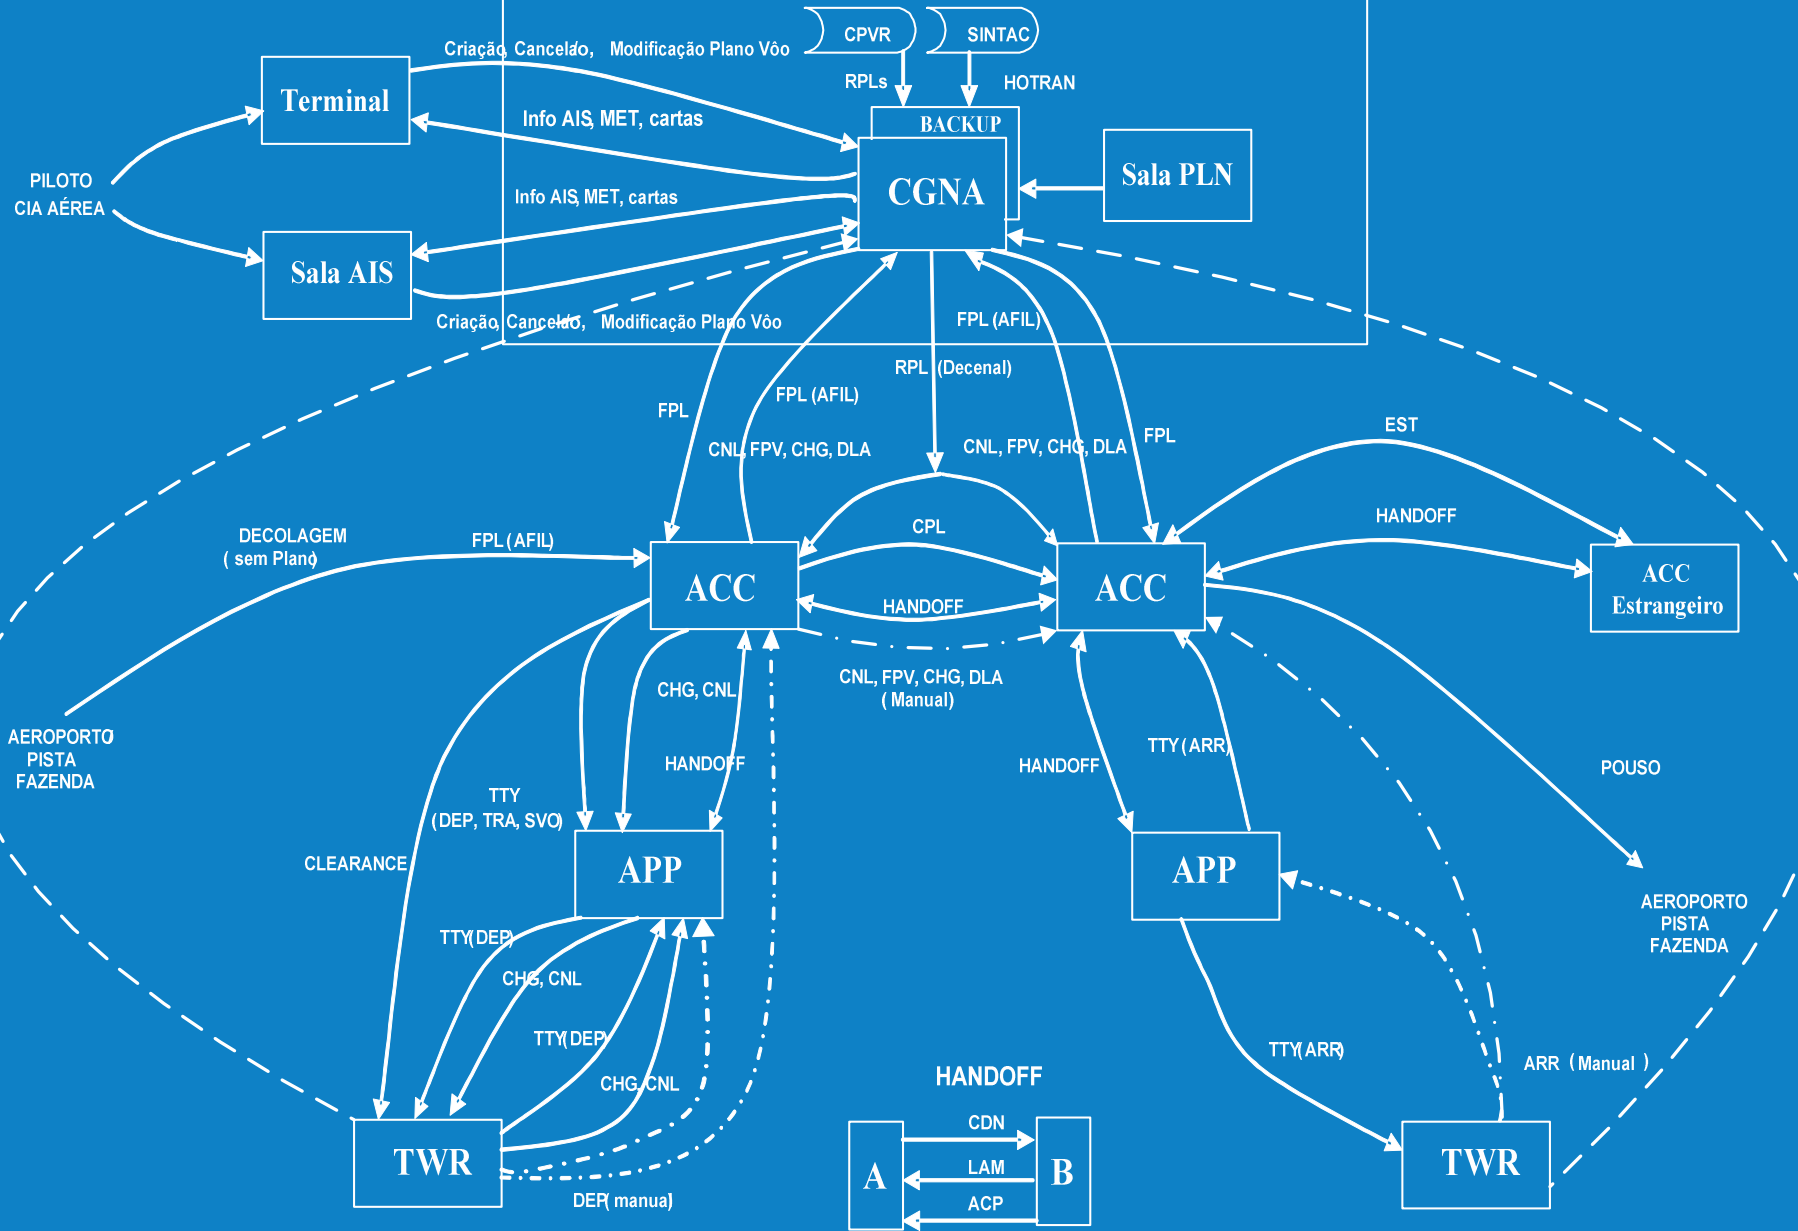 CPVR
SINTAC
Criação, Cancelão, Modificação Plano Vôo
RPLs
HOTRAN
Terminal
Info AIS, MET, cartas
BACKUP
CGNA
Sala PLN
PILOTO
CIA AÉREA
Info AIS, MET, cartas
Sala AIS
Criação, Cancelão, Modificação Plano Vôo
FPL (AFIL)
RPL (Decenal)
FPL (AFIL)
FPL
CNL, FPV, CHG, DLA
CNL, FPV, CHG, DLA
FPL
EST
DECOLAGEM
( sem Plano)
FPL (AFIL)
CPL
HANDOFF
ACC
HANDOFF
ACC
ACC
Estrangeiro
CHG, CNL
CNL, FPV, CHG, DLA
( Manual)
AEROPORTO/
PISTA
FAZENDA
HANDOFF
HANDOFF
TTY (ARR)
POUSO
TTY
(DEP, TRA, SVO)
CLEARANCE
APP
APP
AEROPORTO
PISTA
FAZENDA
TTY(DEP)
CHG, CNL
TTY(DEP)
CHG, CNL
TTY(ARR)
ARR (Manual )
HANDOFF
TWR
DEP( manual)
A
CDN
LAM
ACP
B
TWR